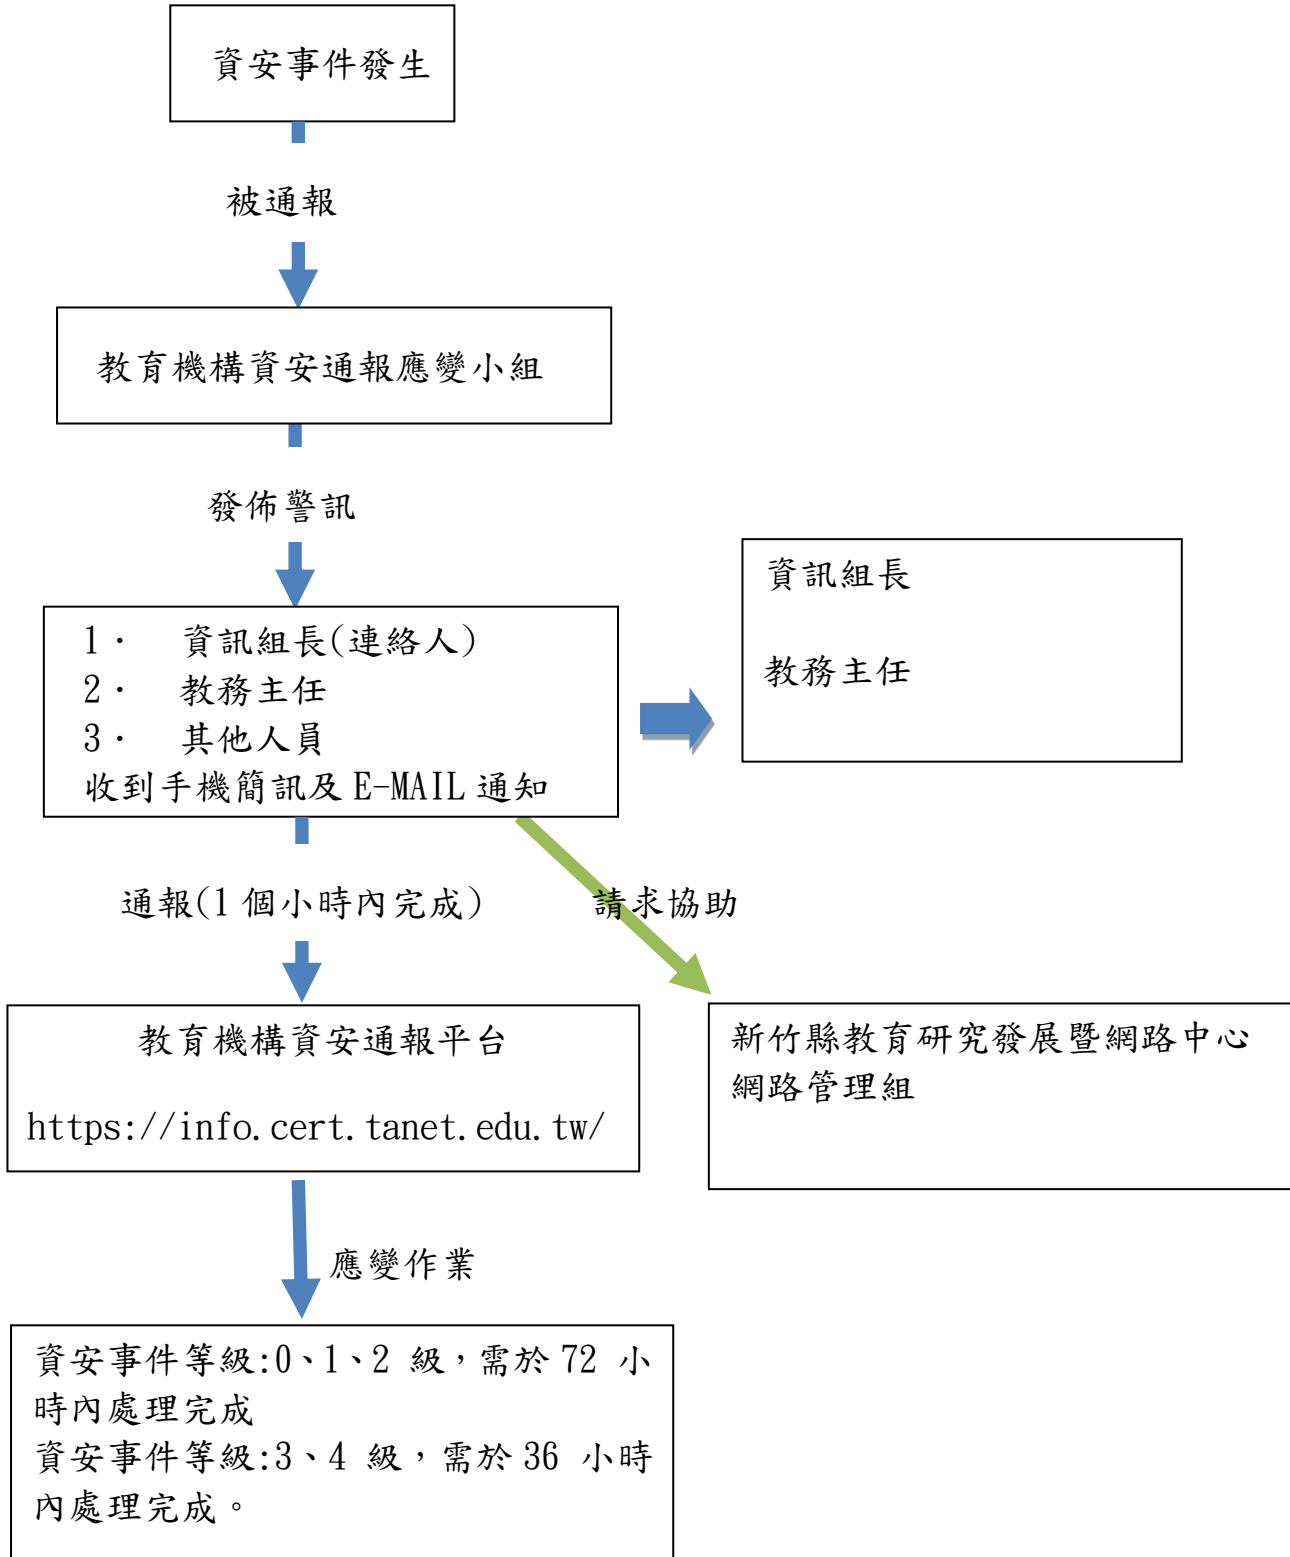 資安事件發生
被通報
教育機構資安通報應變小組
發佈警訊
1. 資訊組長(連絡人)
2. 教務主任
3. 其他人員
收到手機簡訊及 E-MAIL 通知
資訊組長
教務主任
通報(1 個小時內完成)
請求協助
教育機構資安通報平台
https://info.cert.tanet.edu.tw/
新竹縣教育研究發展暨網路中心
網路管理組
應變作業
資安事件等級:0、1、2 級,需於 72 小
時內處理完成
資安事件等級:3、4 級,需於 36 小時
內處理完成。